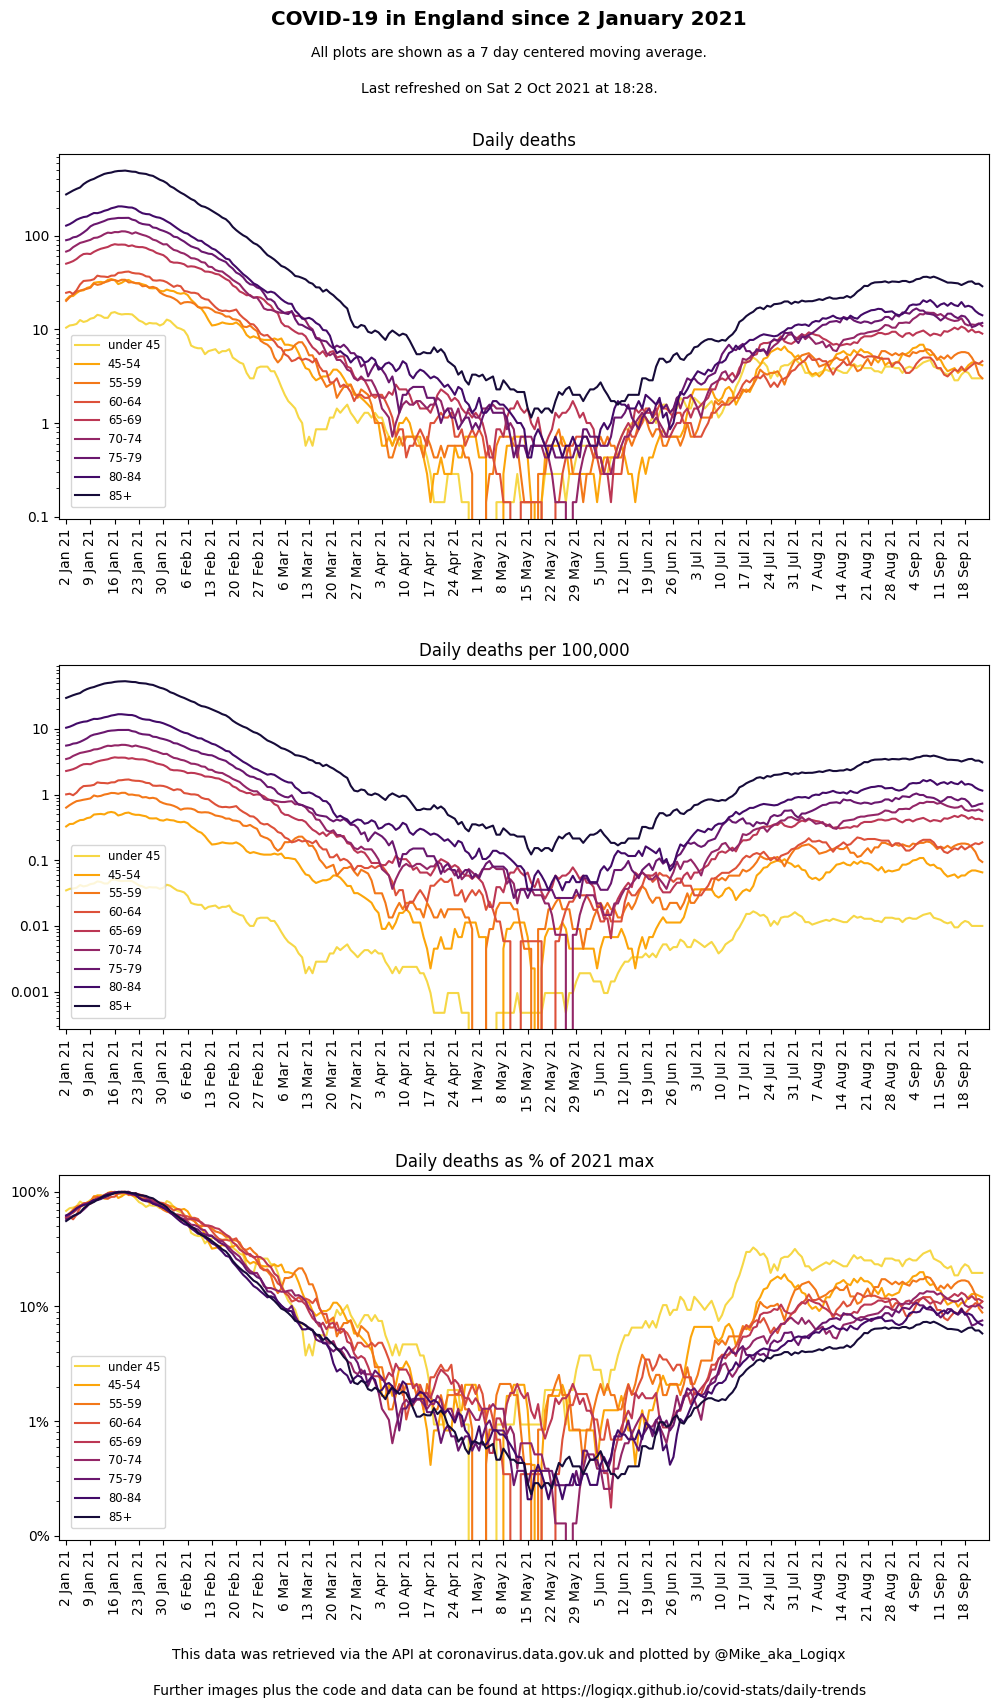 COVID-19 in England since 2 January 2021
All plots are shown as a 7 day centered moving average.
Last refreshed on Sat 2 Oct 2021 at 18:28.
Daily deaths
100
10
1
0.1
under 45
45-54
55-59
60-64
65-69
70-74
75-79
80-84
85+
2 Jan 21
9 Jan 21
16 Jan 21
23 Jan 21
30 Jan 21
6 Feb 21
13 Feb 21
20 Feb 21
27 Feb 21
6 Mar 21
13 Mar 21
20 Mar 21
27 Mar 21
3 Apr 21
10 Apr 21
17 Apr 21
24 Apr 21
1 May 21
8 May 21
15 May 21
22 May 21
29 May 21
5 Jun 21
12 Jun 21
19 Jun 21
26 Jun 21
3 Jul 21
10 Jul 21
17 Jul 21
24 Jul 21
31 Jul 21
7 Aug 21
14 Aug 21
21 Aug 21
28 Aug 21
4 Sep 21
11 Sep 21
18 Sep 21
Daily deaths per 100,000
10
1
0.1
0.01
0.001
under 45
45-54
55-59
60-64
65-69
70-74
75-79
80-84
85+
2 Jan 21
9 Jan 21
16 Jan 21
23 Jan 21
30 Jan 21
6 Feb 21
13 Feb 21
20 Feb 21
27 Feb 21
6 Mar 21
13 Mar 21
20 Mar 21
27 Mar 21
3 Apr 21
10 Apr 21
17 Apr 21
24 Apr 21
1 May 21
8 May 21
15 May 21
22 May 21
29 May 21
5 Jun 21
12 Jun 21
19 Jun 21
26 Jun 21
3 Jul 21
10 Jul 21
17 Jul 21
24 Jul 21
31 Jul 21
7 Aug 21
14 Aug 21
21 Aug 21
28 Aug 21
4 Sep 21
11 Sep 21
18 Sep 21
Daily deaths as % of 2021 max
100%
10%
1%
0%
under 45
45-54
55-59
60-64
65-69
70-74
75-79
80-84
85+
2 Jan 21
9 Jan 21
16 Jan 21
23 Jan 21
30 Jan 21
6 Feb 21
13 Feb 21
20 Feb 21
27 Feb 21
6 Mar 21
13 Mar 21
20 Mar 21
27 Mar 21
3 Apr 21
10 Apr 21
17 Apr 21
24 Apr 21
1 May 21
8 May 21
15 May 21
22 May 21
29 May 21
5 Jun 21
12 Jun 21
19 Jun 21
26 Jun 21
3 Jul 21
10 Jul 21
17 Jul 21
24 Jul 21
31 Jul 21
7 Aug 21
14 Aug 21
21 Aug 21
28 Aug 21
4 Sep 21
11 Sep 21
18 Sep 21
This data was retrieved via the API at coronavirus.data.gov.uk and plotted by @Mike_aka_Logiqx
Further images plus the code and data can be found at https://logiqx.github.io/covid-stats/daily-trends